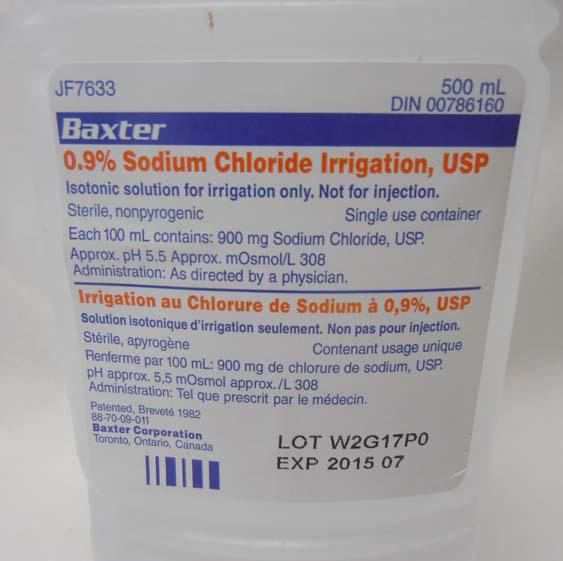 JF7633
500 mL
DIN 00786160
Baxter
0.9% Sodium Chloride Irrigation, USP
Isotonic solution for irrigation only. Not for injection.
Sterile, nonpyrogenic Single use container
Each 100 mL contains: 900 mg Sodium Chloride, USP.
Approx. pH 5.5 Approx. mOsmol/L 308
Administration: As directed by a physician.
Irrigation au Chlorure de Sodium à 0,9%, USP
Solution isotonique d'irrigation seulement. Non pas pour injection.
Stérile, apyrogène Contenant usage unique
Renferme par 100 mL: 900 mg de chlorure de sodium, USP.
pH approx. 5,5 mOsmol approx./L 308
Administration: Tel que prescrit par le médecin.
Patented, Breveté 1982
88-70-09-011
Baxter Corporation
Toronto, Ontario, Canada
LOT W2G17P0
EXP 2015 07